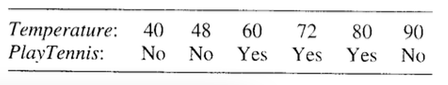 Temperature: 40 48 60 72 80 90
PlayTennis: No No Yes Yes Yes No